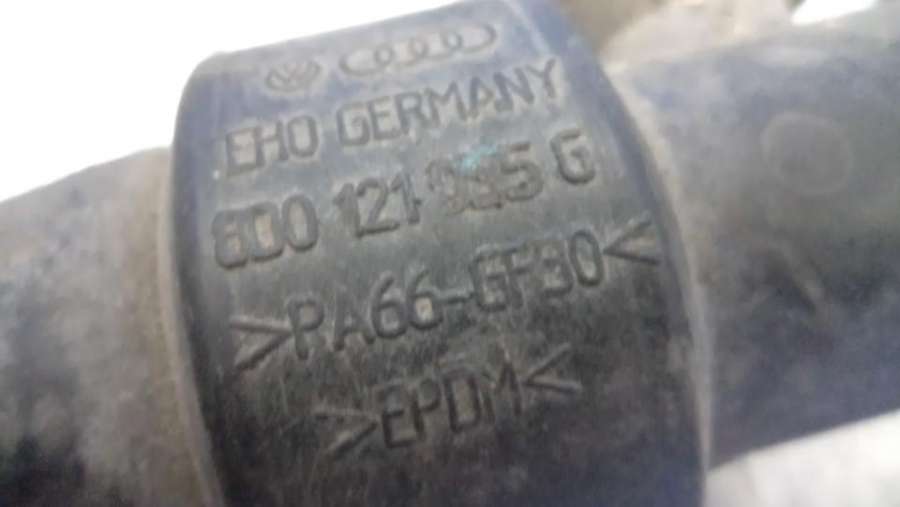 EHO GERMANY
8D0 121 G
>PA66-GF30<
>EPDM<